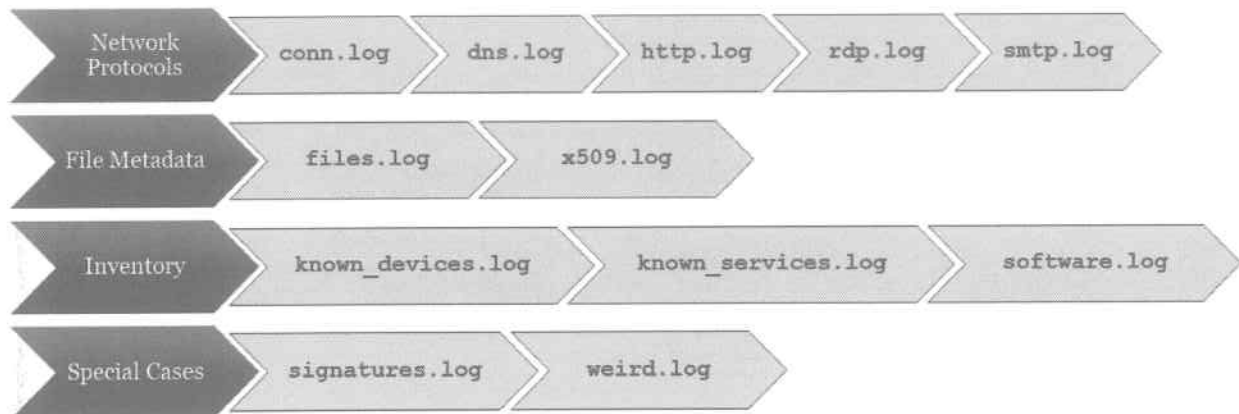 Network
Protocols
conn.log
dns.log
http.log
rdp.log
smtp.log
File Metadata
files.log
x509.log
Inventory
known_devices.log
known_services.log
software.log
Special Cases
signatures.log
weird.log